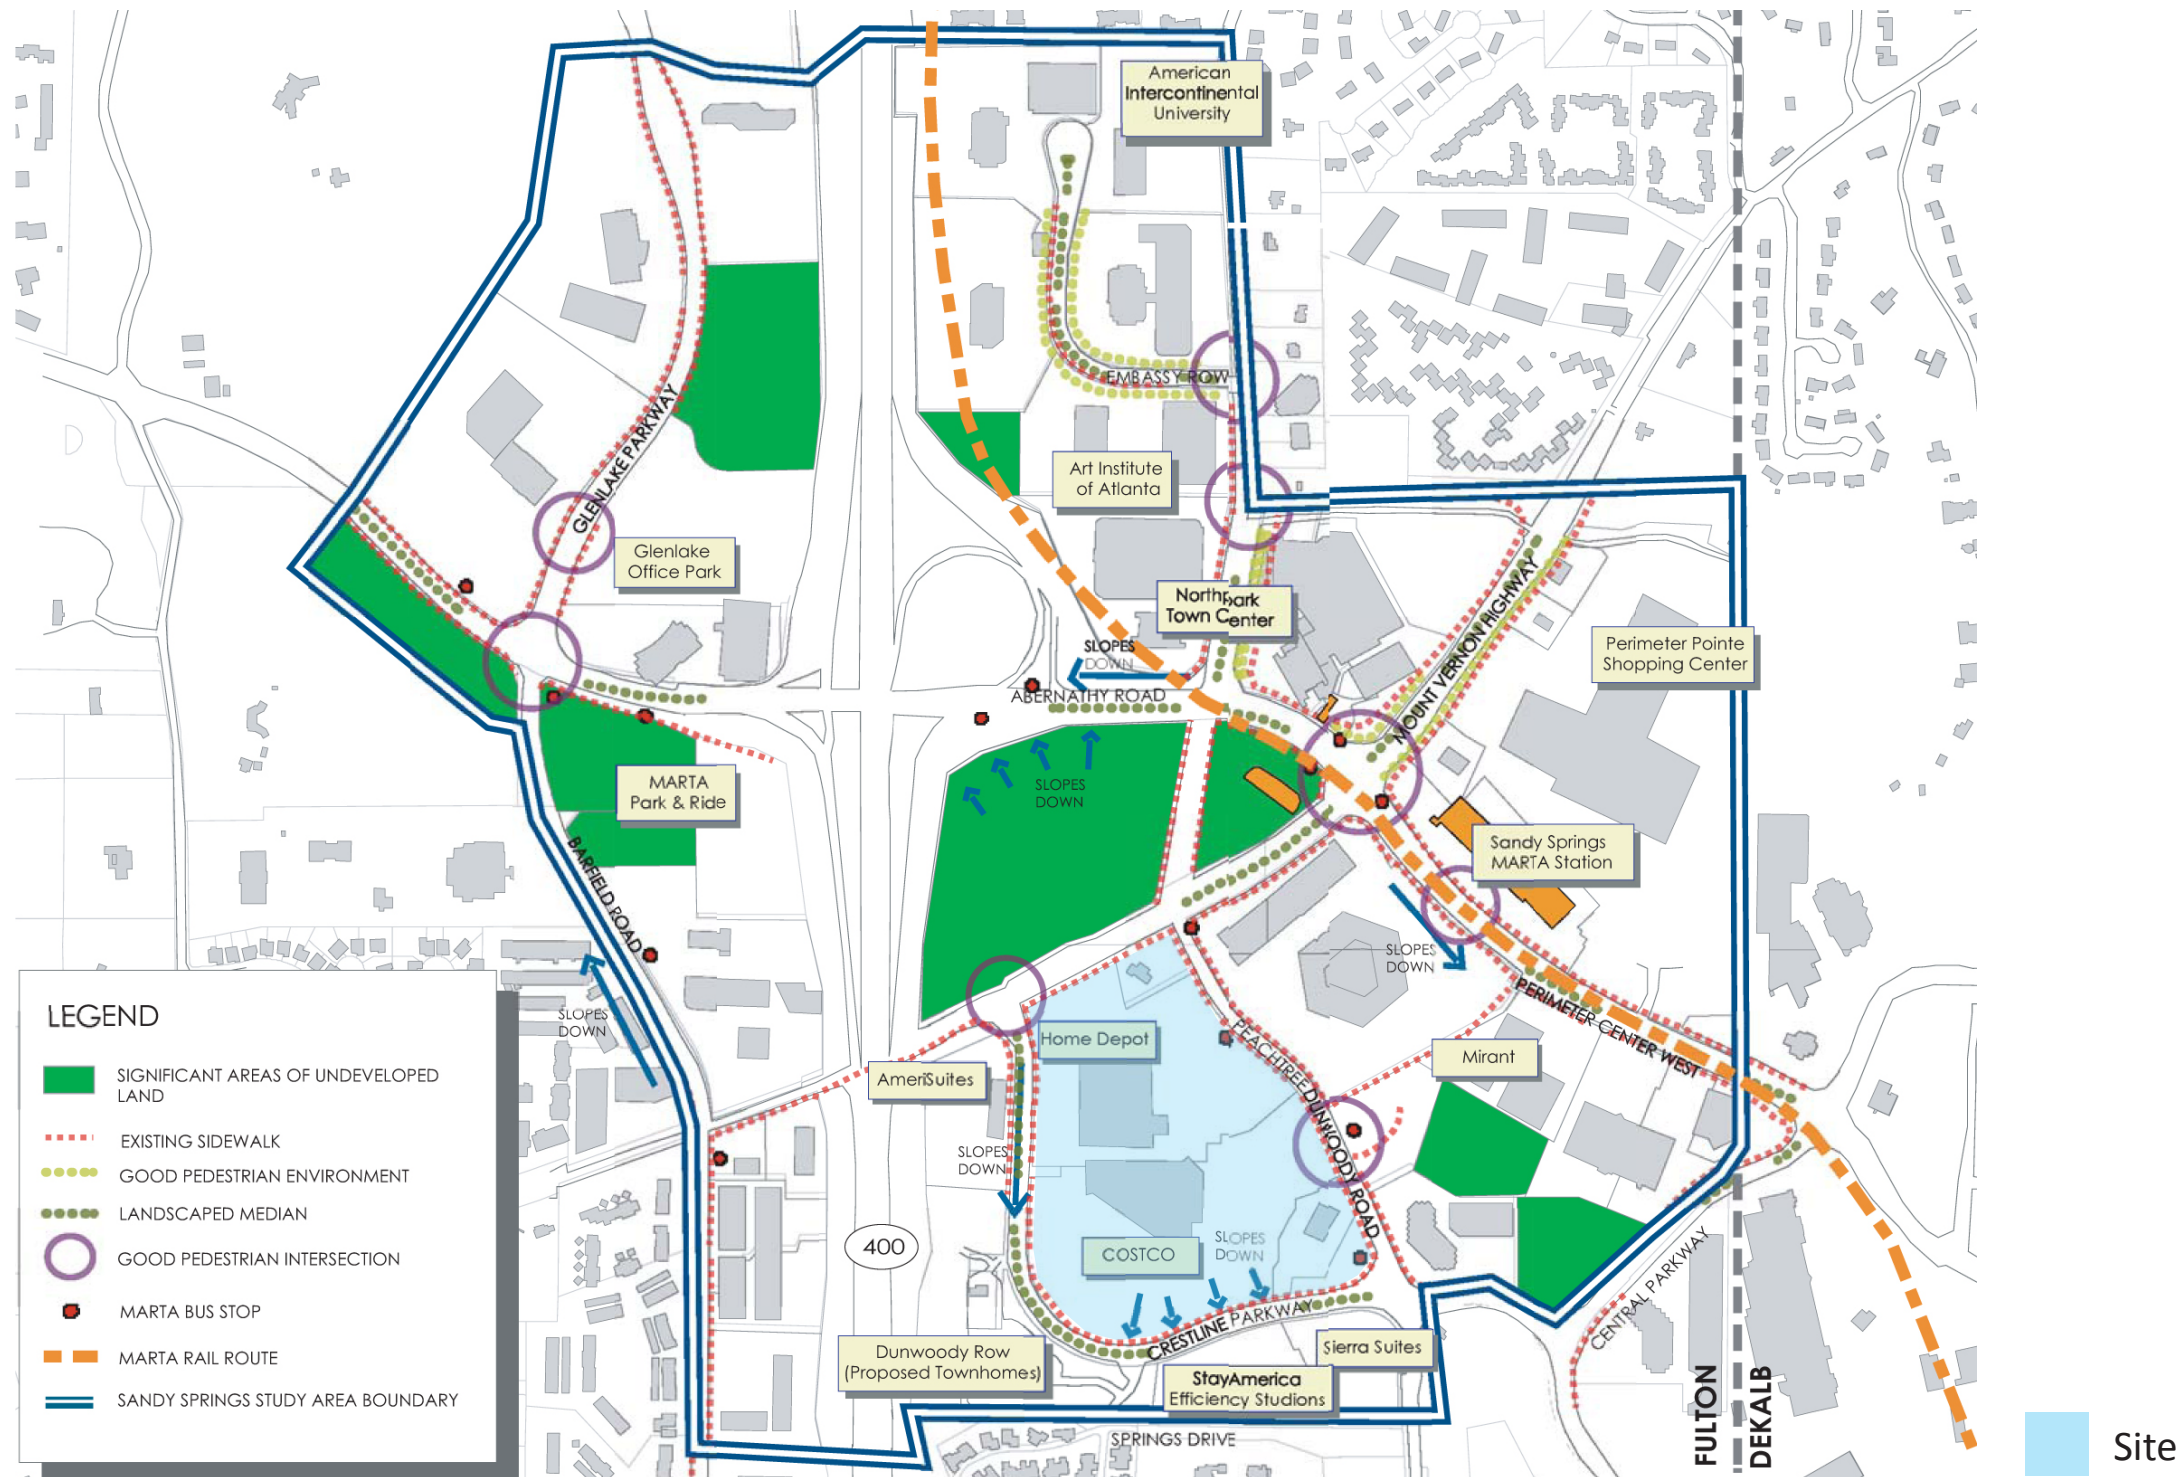 American
Intercontinental
University
EMBASSY ROW
GLENLAKE PARKWAY
Art Institute
of Atlanta
Glenlake
Office Park
Northpark
Town Center
MOUNT VERNON HIGHWAY
Perimeter Pointe
Shopping Center
SLOPES
DOWN
ABERNATHY ROAD
MARTA
Park & Ride
SLOPES
DOWN
BARFIELD ROAD
Sandy Springs
MARTA Station
SLOPES
DOWN
PERIMETER CENTER WEST
SLOPES
DOWN
Home Depot
PEACHTREE DUNWOODY ROAD
Mirant
AmeriSuites
SLOPES
DOWN
400
COSTCO
SLOPES
DOWN
CRESTLINE PARKWAY
CENTRAL PARKWAY
Dunwoody Row
(Proposed Townhomes)
Sierra Suites
StayAmerica
Efficiency Studions
SPRINGS DRIVE
FULTON
DEKALB
LEGEND
SIGNIFICANT AREAS OF UNDEVELOPED
LAND
EXISTING SIDEWALK
GOOD PEDESTRIAN ENVIRONMENT
LANDSCAPED MEDIAN
GOOD PEDESTRIAN INTERSECTION
MARTA BUS STOP
MARTA RAIL ROUTE
SANDY SPRINGS STUDY AREA BOUNDARY
Site